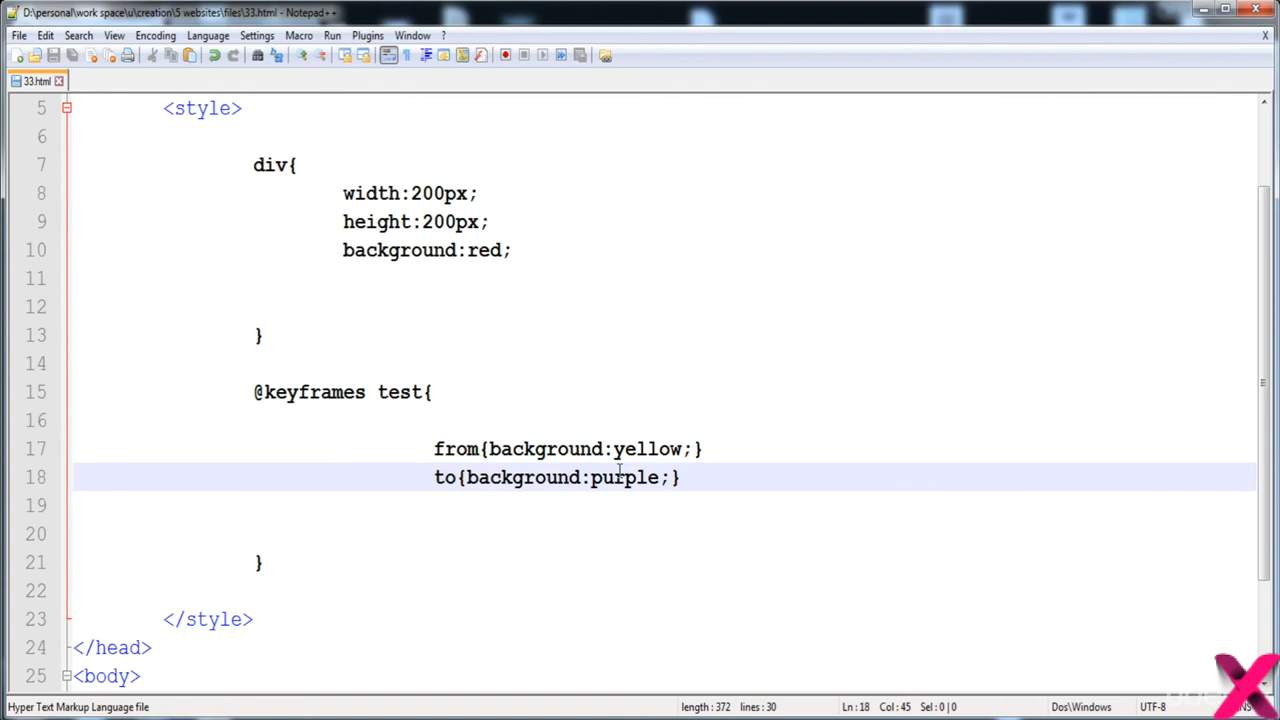 D:\personal\work space\u\creation\5 websites\files\33.html - Notepad++
File Edit Search View Encoding Language Settings Macro Run Plugins Window ? X
33.html
5 <style>
6
7 div{
8 width:200px;
9 height:200px;
10 background:red;
11
12
13 }
14
15 @keyframes test{
16
17 from{background:yellow;}
18 to{background:purple;}
19
20
21 }
22
23 </style>
24 </head>
25 <body>
Hyper Text Markup Language file length : 372 lines : 30 Ln : 18 Col : 45 Sel : 0 | 0 Dos\Windows UTF-8